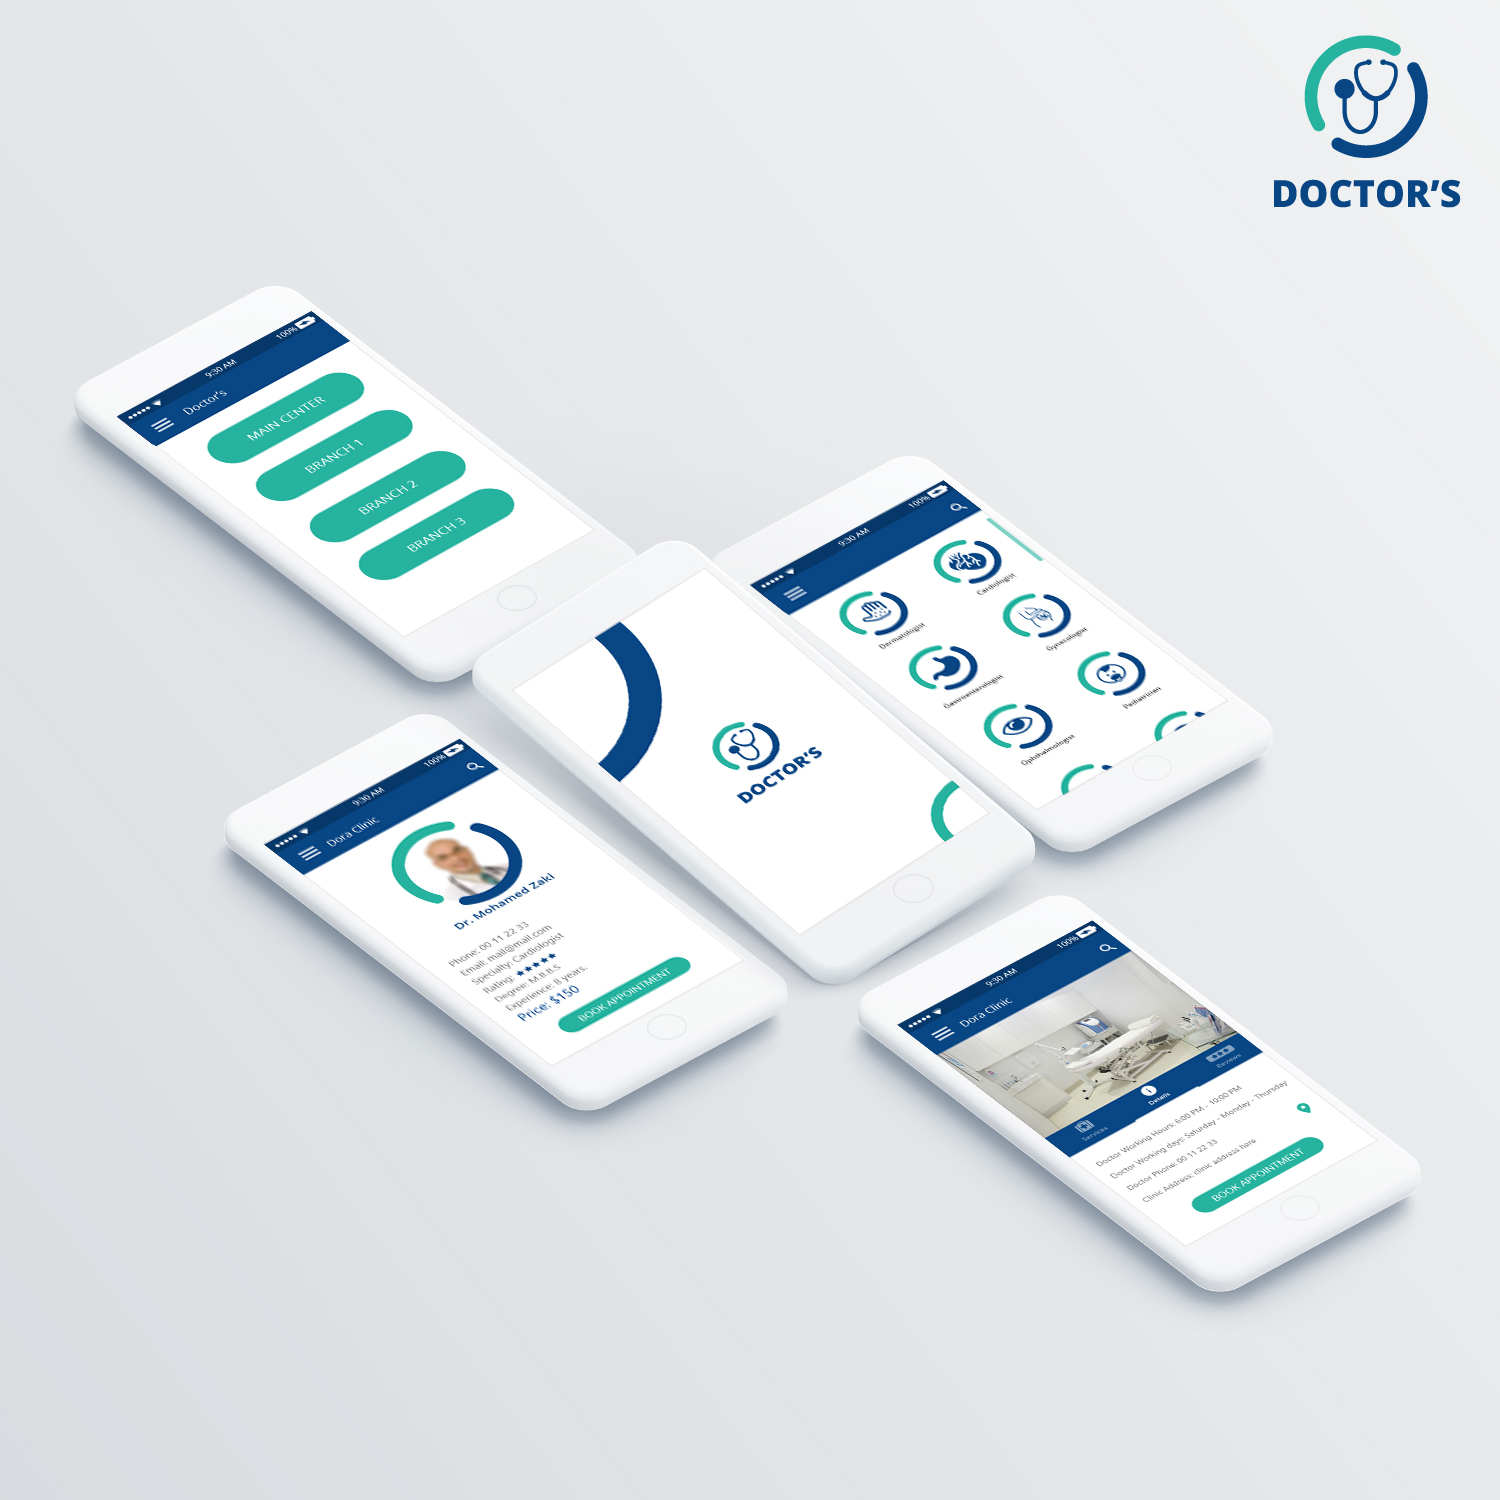 DOCTOR’S
9:30 AM
100%
Doctor's
MAIN CENTER
BRANCH 1
BRANCH 2
BRANCH 3
9:30 AM
100%
Cardiologist
Dermatologist
Gynecologist
Gastroenterologist
Pediatrician
Ophthalmologist
DOCTOR’S
9:30 AM
100%
Dora Clinic
Dr. Mohamed Zaki
Phone: 00 11 22 33
Email: mail@mail.com
Specialty: Cardiologist
Rating: ★★★★★
Degree: M.B.B.S
Experience: 8 years.
Price: $150
BOOK APPOINTMENT
9:30 AM
100%
Dora Clinic
Services
Details
Reviews
Doctor Working Hours: 6:00 PM - 10:00 PM
Doctor Working days: Saturday - Monday - Thursday
Doctor Phone: 00 11 22 33
Clinic Address: clinic address here
BOOK APPOINTMENT